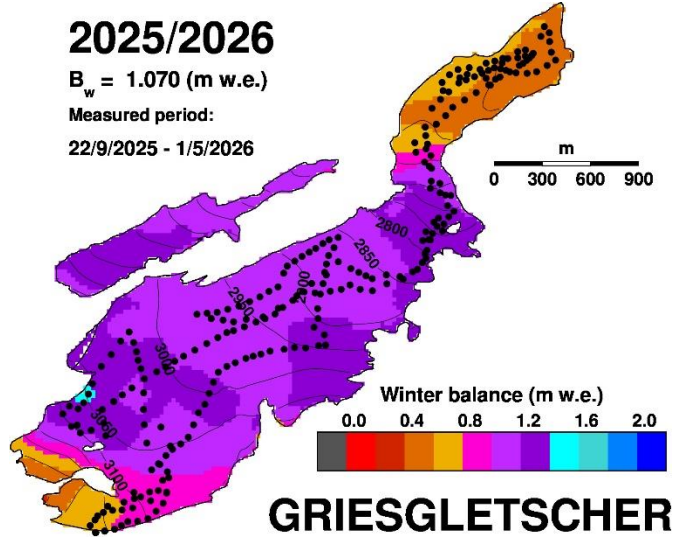 2025/2026
B_w = 1.070 (m w.e.)
Measured period:
22/9/2025 - 1/5/2026
m
0 300 600 900
2800
2850
2900
2950
3000
3050
3100
Winter balance (m w.e.)
0.0 0.4 0.8 1.2 1.6 2.0
GRIESGLETSCHER